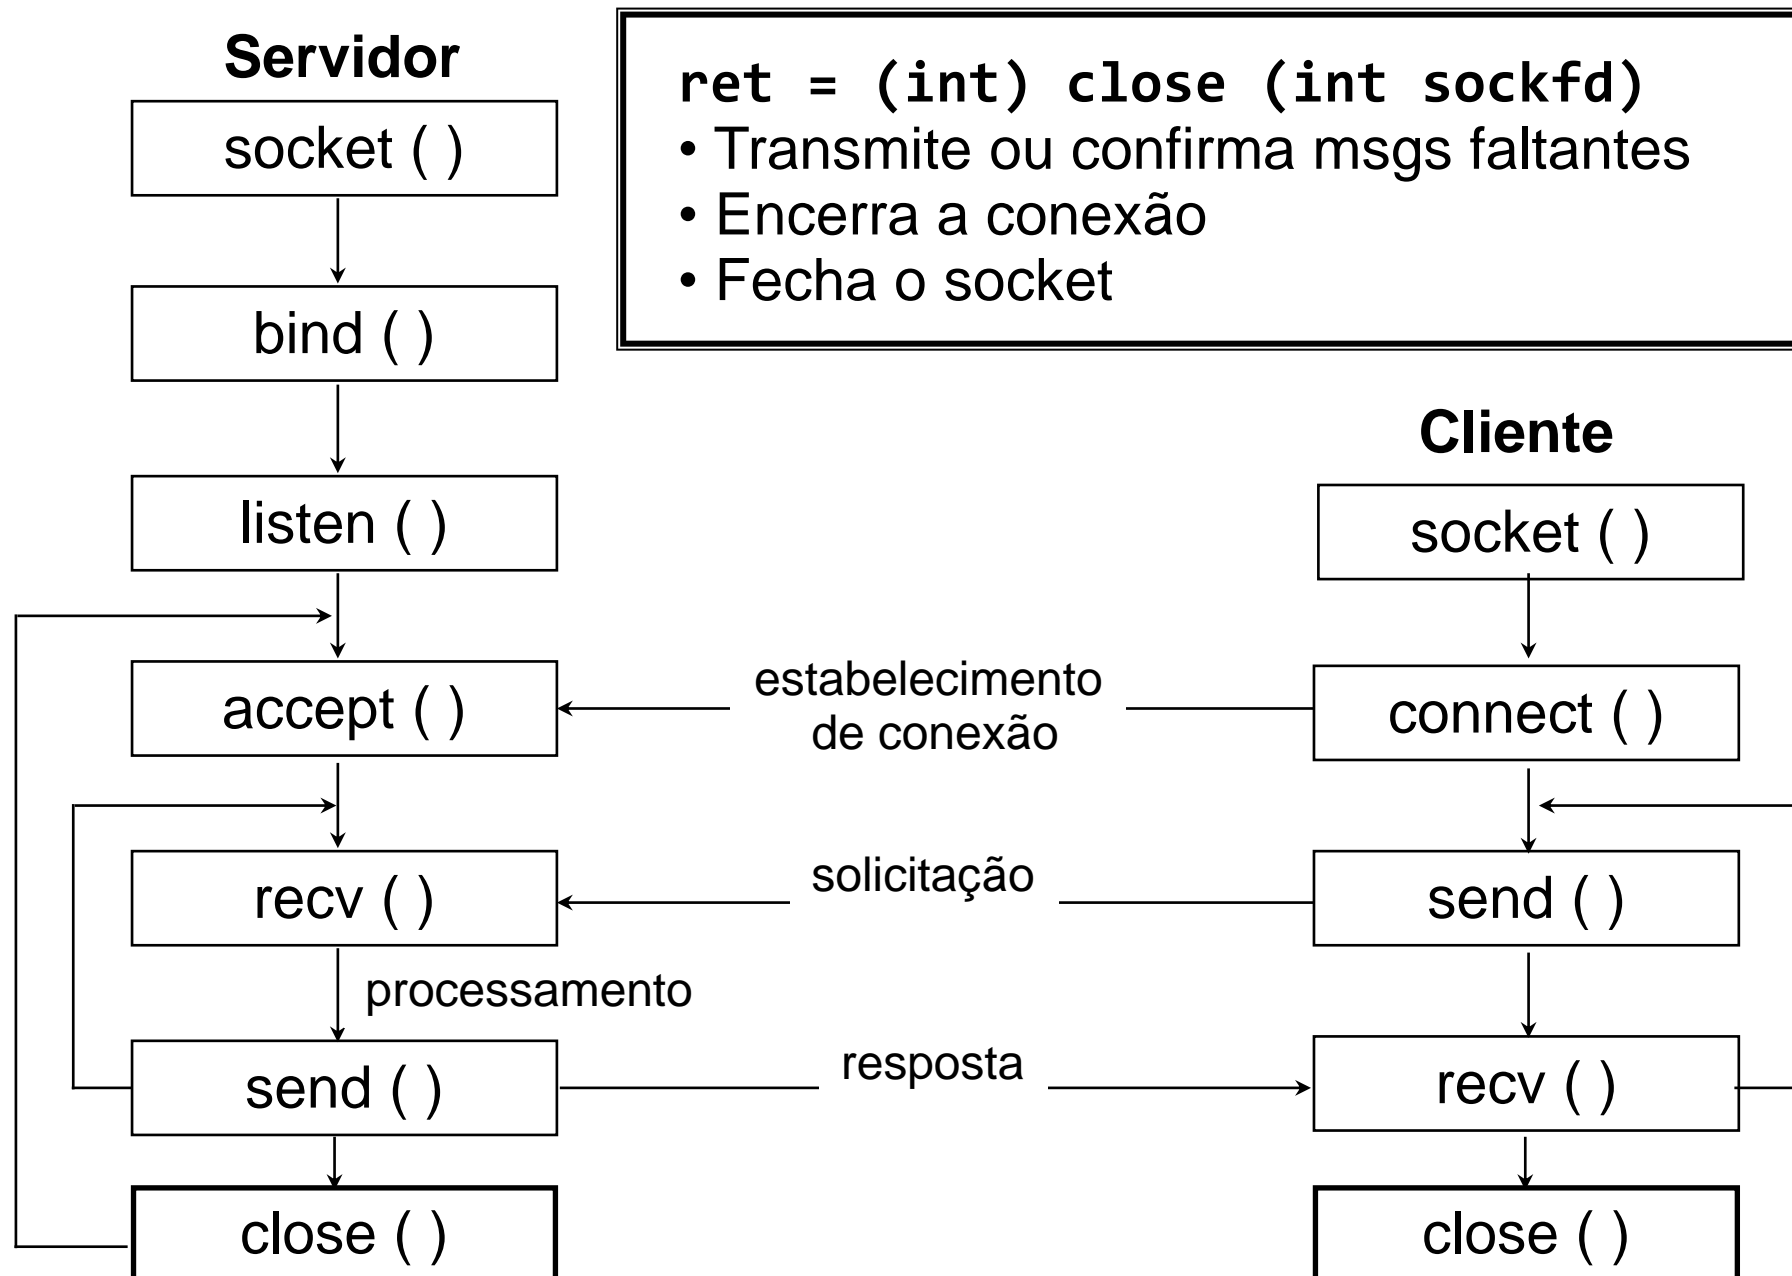 Servidor
socket ( )
bind ( )
listen ( )
accept ( )
recv ( )
processamento
send ( )
close ( )
ret = (int) close (int sockfd)
• Transmite ou confirma msgs faltantes
• Encerra a conexão
• Fecha o socket
estabelecimento
de conexão
solicitação
resposta
Cliente
socket ( )
connect ( )
send ( )
recv ( )
close ( )